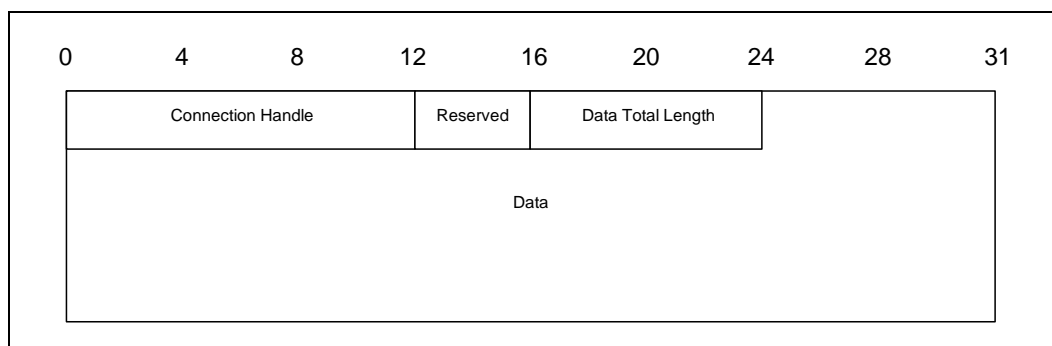 0 4 8 12 16 20 24 28 31
Connection Handle Reserved Data Total Length
Data